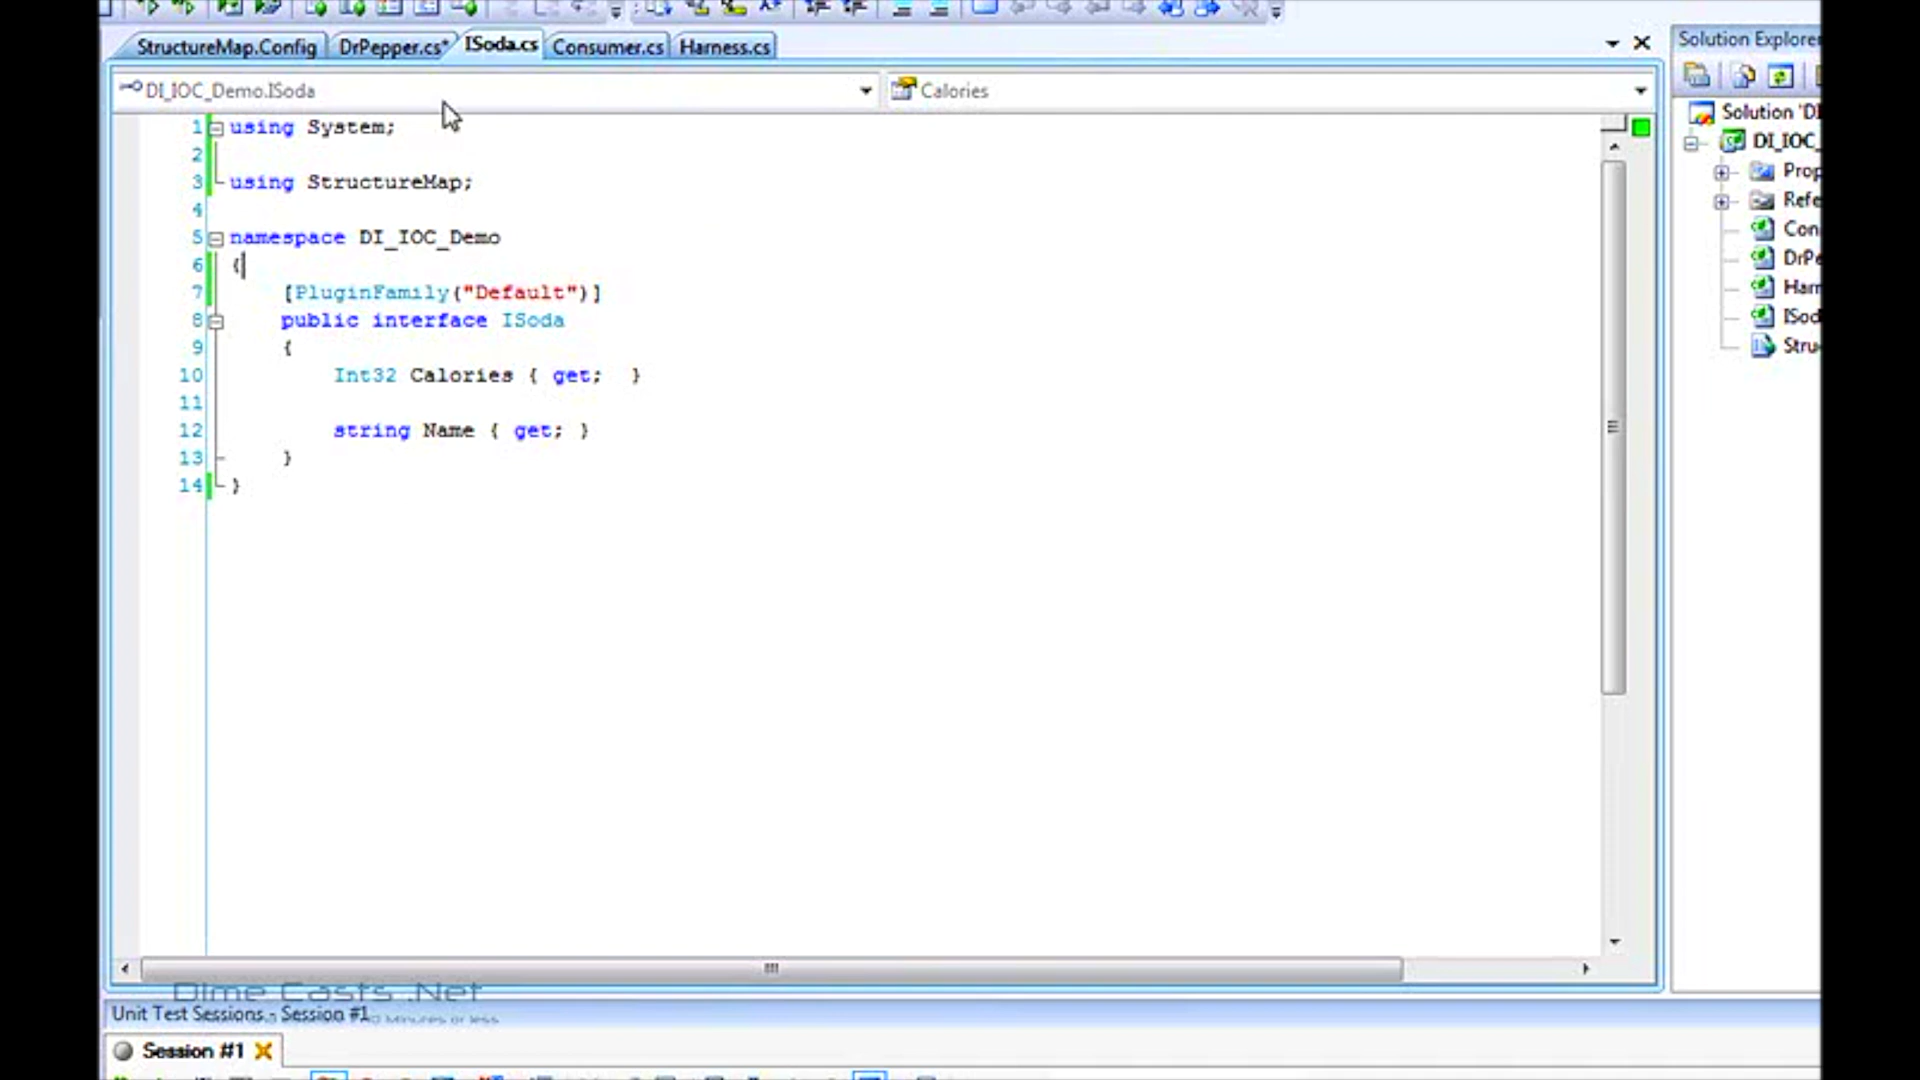 StructureMap.Config DrPepper.cs* ISoda.cs Consumer.cs Harness.cs
Solution Explorer
DI_IOC_Demo.ISoda Calories
1 using System;
2
3 using StructureMap;
4
5 namespace DI_IOC_Demo
6 {
7 [PluginFamily("Default")]
8 public interface ISoda
9 {
10 Int32 Calories { get; }
11
12 string Name { get; }
13 }
14 }
Solution 'DI
DI_IOC_
Prop
Refe
Con
DrPe
Harn
ISod
Stru
Dime Casts .Net
Unit Test Sessions - Session #1
Minutes or less
Session #1